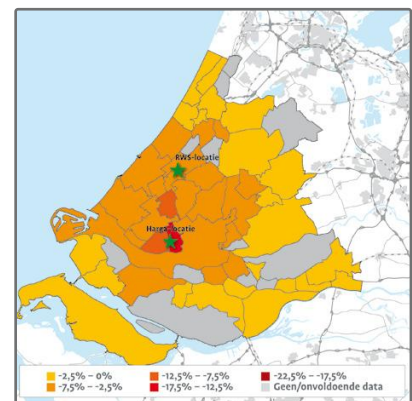 RWS-locatie
Harga-locatie
-2,5% – 0%
-12,5% – -7,5%
-22,5% – -17,5%
-7,5% – -2,5%
-17,5% – -12,5%
Geen/onvoldoende data